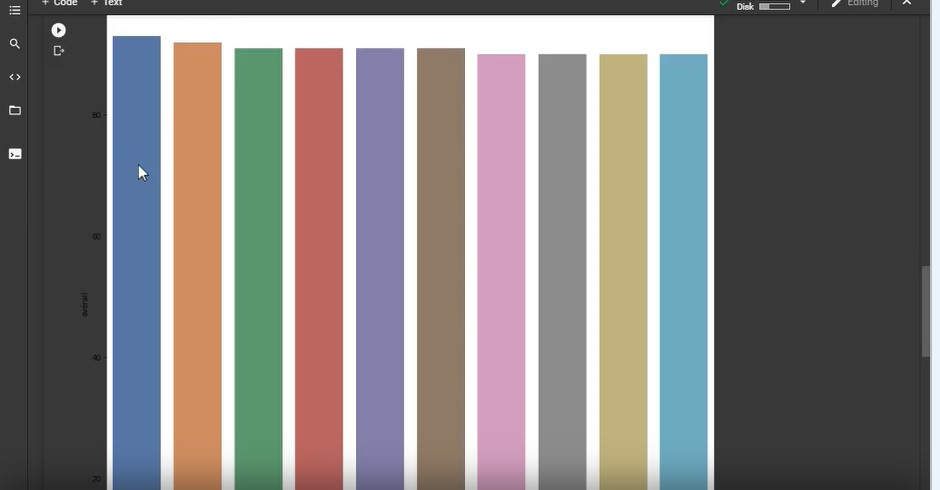 + Code + Text
Disk
Editing
80
60
overall
40
20